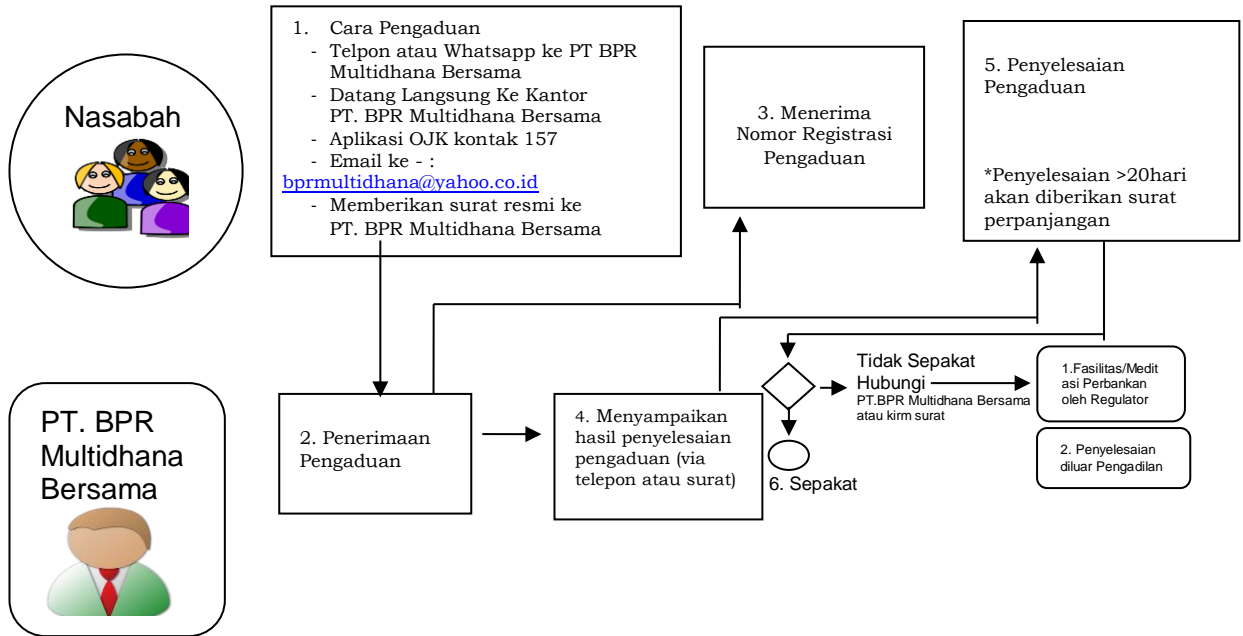 Nasabah
1. Cara Pengaduan
- Telpon atau Whatsapp ke PT BPR
Multidhana Bersama
- Datang Langsung Ke Kantor
PT. BPR Multidhana Bersama
- Aplikasi OJK kontak 157
- Email ke - :
bprmultidhana@yahoo.co.id
- Memberikan surat resmi ke
PT. BPR Multidhana Bersama
3. Menerima
Nomor Registrasi
Pengaduan
5. Penyelesaian
Pengaduan
*Penyelesaian >20hari
akan diberikan surat
perpanjangan
PT. BPR
Multidhana
Bersama
2. Penerimaan
Pengaduan
4. Menyampaikan
hasil penyelesaian
pengaduan (via
telepon atau surat)
Tidak Sepakat
Hubungi
PT.BPR Multidhana Bersama
atau kirm surat
6. Sepakat
1.Fasilitas/Medit
asi Perbankan
oleh Regulator
2. Penyelesaian
diluar Pengadilan